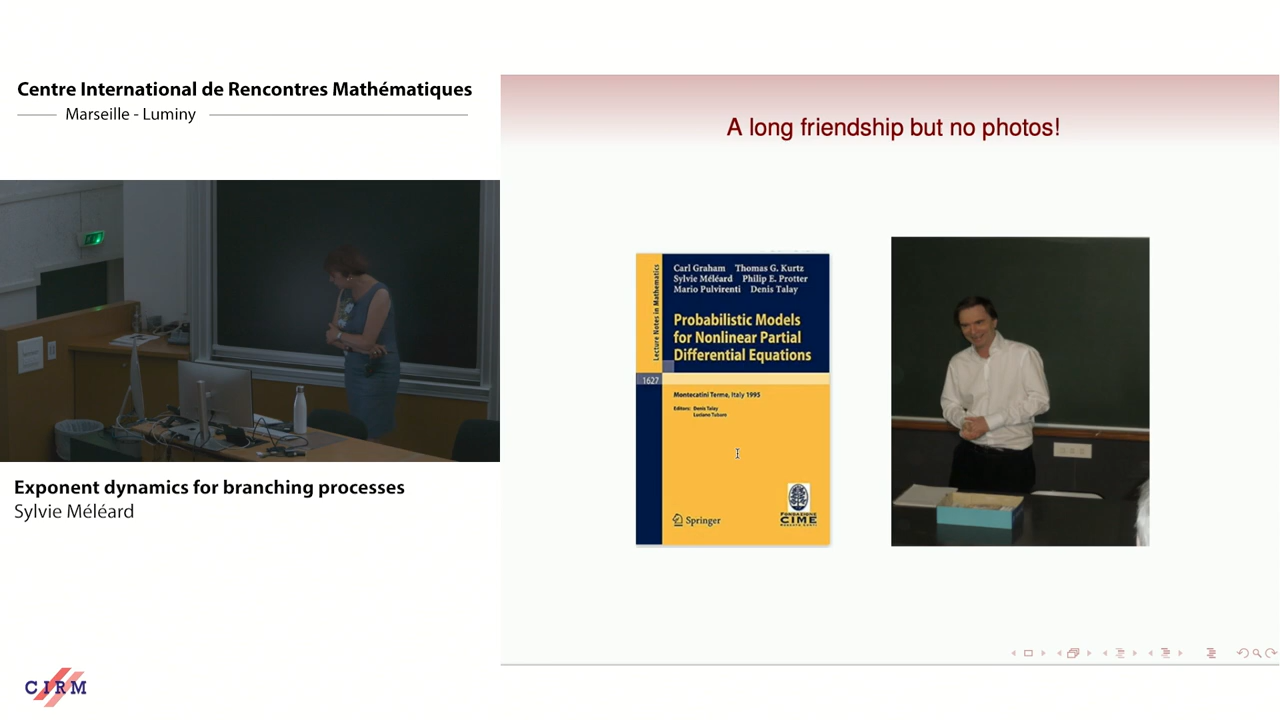 Centre International de Rencontres Mathématiques
Marseille - Luminy
Exponent dynamics for branching processes
Sylvie Méléard
CIRM
A long friendship but no photos!
Lecture Notes in Mathematics
1627
Carl Graham Thomas G. Kurtz
Sylvie Méléard Philip E. Protter
Mario Pulvirenti Denis Talay
Probabilistic Models
for Nonlinear Partial
Differential Equations
Montecatini Terme, Italy 1995
Editors: Denis Talay
Luciano Tubaro
Springer
FONDAZIONE
CIME